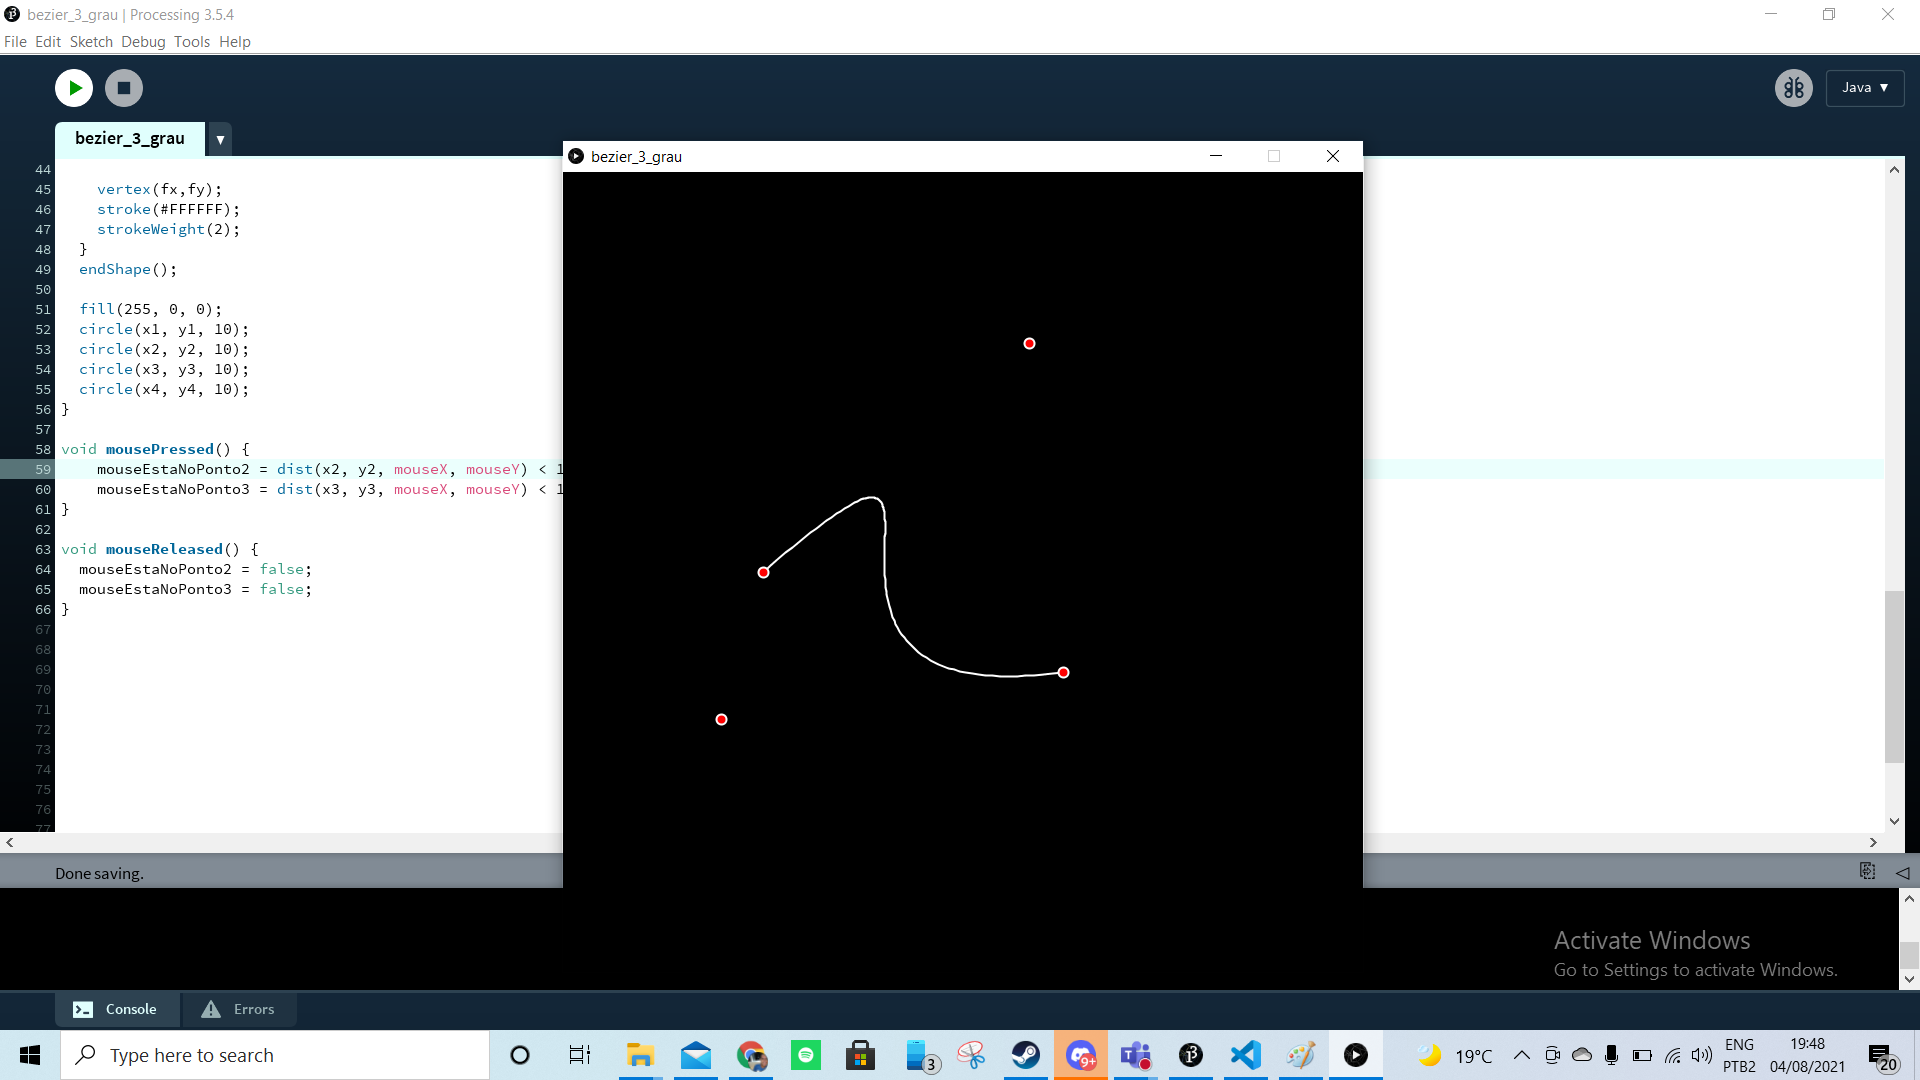 bezier_3_grau | Processing 3.5.4
File Edit Sketch Debug Tools Help
Java ▼
bezier_3_grau ▼
bezier_3_grau
44
45 vertex(fx,fy);
46 stroke(#FFFFFF);
47 strokeWeight(2);
48 }
49 endShape();
50
51 fill(255, 0, 0);
52 circle(x1, y1, 10);
53 circle(x2, y2, 10);
54 circle(x3, y3, 10);
55 circle(x4, y4, 10);
56 }
57
58 void mousePressed() {
59 mouseEstaNoPonto2 = dist(x2, y2, mouseX, mouseY) < 1
60 mouseEstaNoPonto3 = dist(x3, y3, mouseX, mouseY) < 1
61 }
62
63 void mouseReleased() {
64 mouseEstaNoPonto2 = false;
65 mouseEstaNoPonto3 = false;
66 }
67
68
69
70
71
72
73
74
75
76
77
Done saving.
Activate Windows
Go to Settings to activate Windows.
Console Errors
Type here to search
3
9+
19°C
ENG
PTB2
19:48
04/08/2021
20